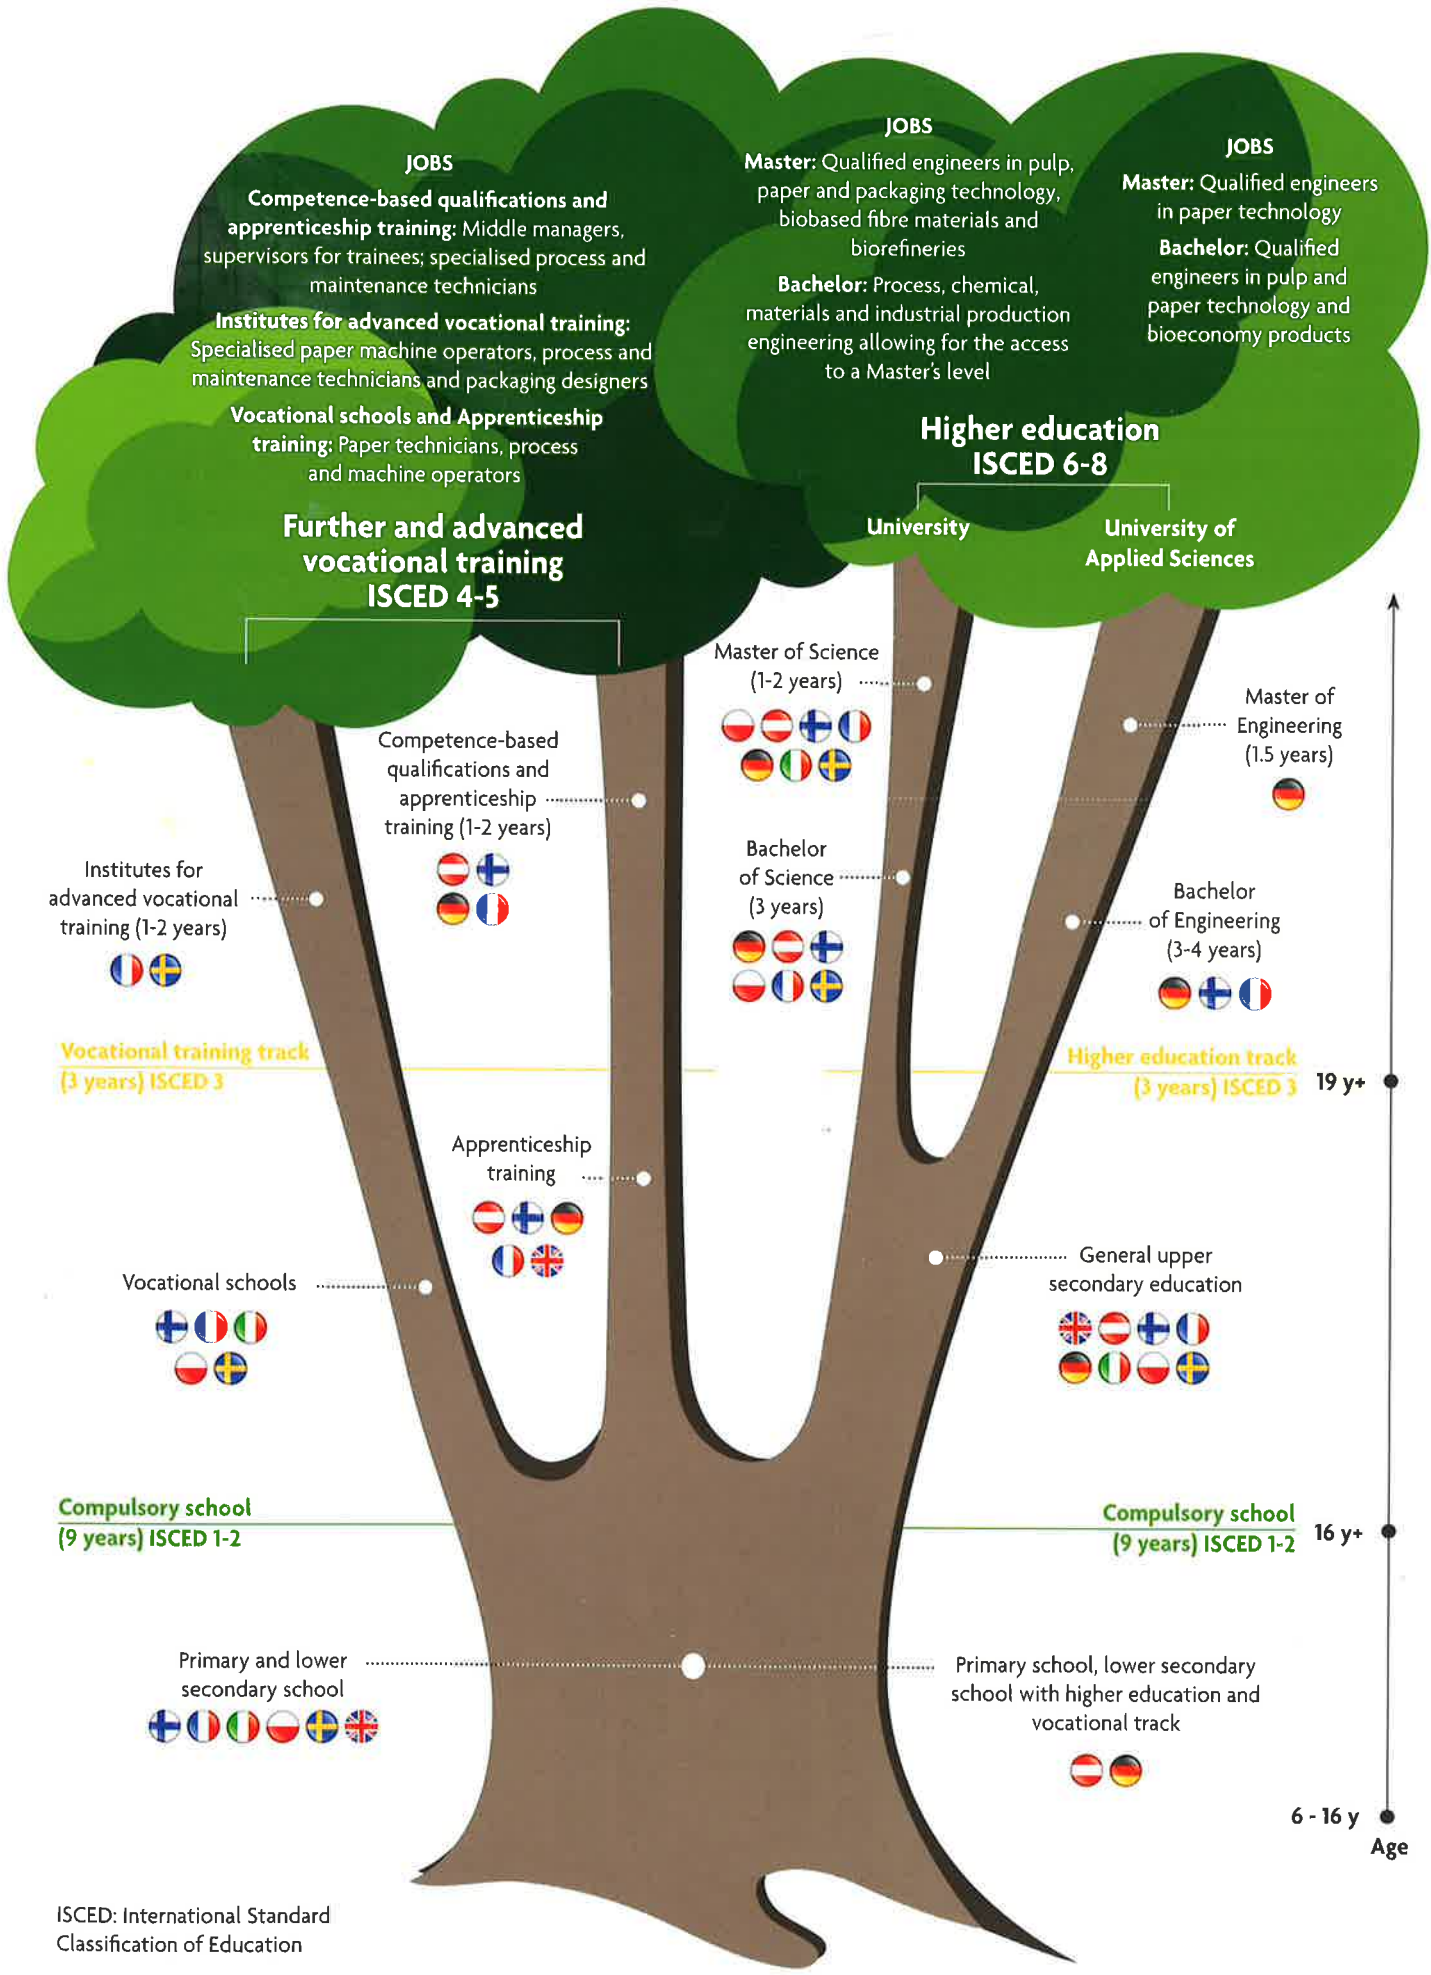 JOBS
Competence-based qualifications and
apprenticeship training: Middle managers,
supervisors for trainees; specialised process and
maintenance technicians
Institutes for advanced vocational training:
Specialised paper machine operators, process and
maintenance technicians and packaging designers
Vocational schools and Apprenticeship
training: Paper technicians, process
and machine operators
Further and advanced
vocational training
ISCED 4-5
JOBS
Master: Qualified engineers in pulp,
paper and packaging technology,
biobased fibre materials and
biorefineries
Bachelor: Process, chemical,
materials and industrial production
engineering allowing for the access
to a Master's level
JOBS
Master: Qualified engineers
in paper technology
Bachelor: Qualified
engineers in pulp and
paper technology and
bioeconomy products
Higher education
ISCED 6-8
University
University of
Applied Sciences
Master of Science
(1-2 years)
Master of
Engineering
(1.5 years)
Competence-based
qualifications and
apprenticeship
training (1-2 years)
Institutes for
advanced vocational
training (1-2 years)
Bachelor
of Science
(3 years)
Bachelor
of Engineering
(3-4 years)
Vocational training track
(3 years) ISCED 3
Higher education track
(3 years) ISCED 3
19 y+
Apprenticeship
training
Vocational schools
General upper
secondary education
Compulsory school
(9 years) ISCED 1-2
Compulsory school
(9 years) ISCED 1-2
16 y+
Primary and lower
secondary school
Primary school, lower secondary
school with higher education and
vocational track
6 - 16 y
Age
ISCED: International Standard
Classification of Education